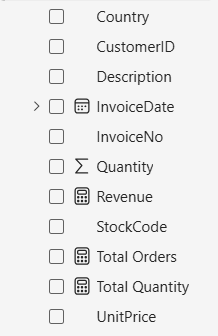 Country
CustomerID
Description
InvoiceDate
InvoiceNo
Quantity
Revenue
StockCode
Total Orders
Total Quantity
UnitPrice